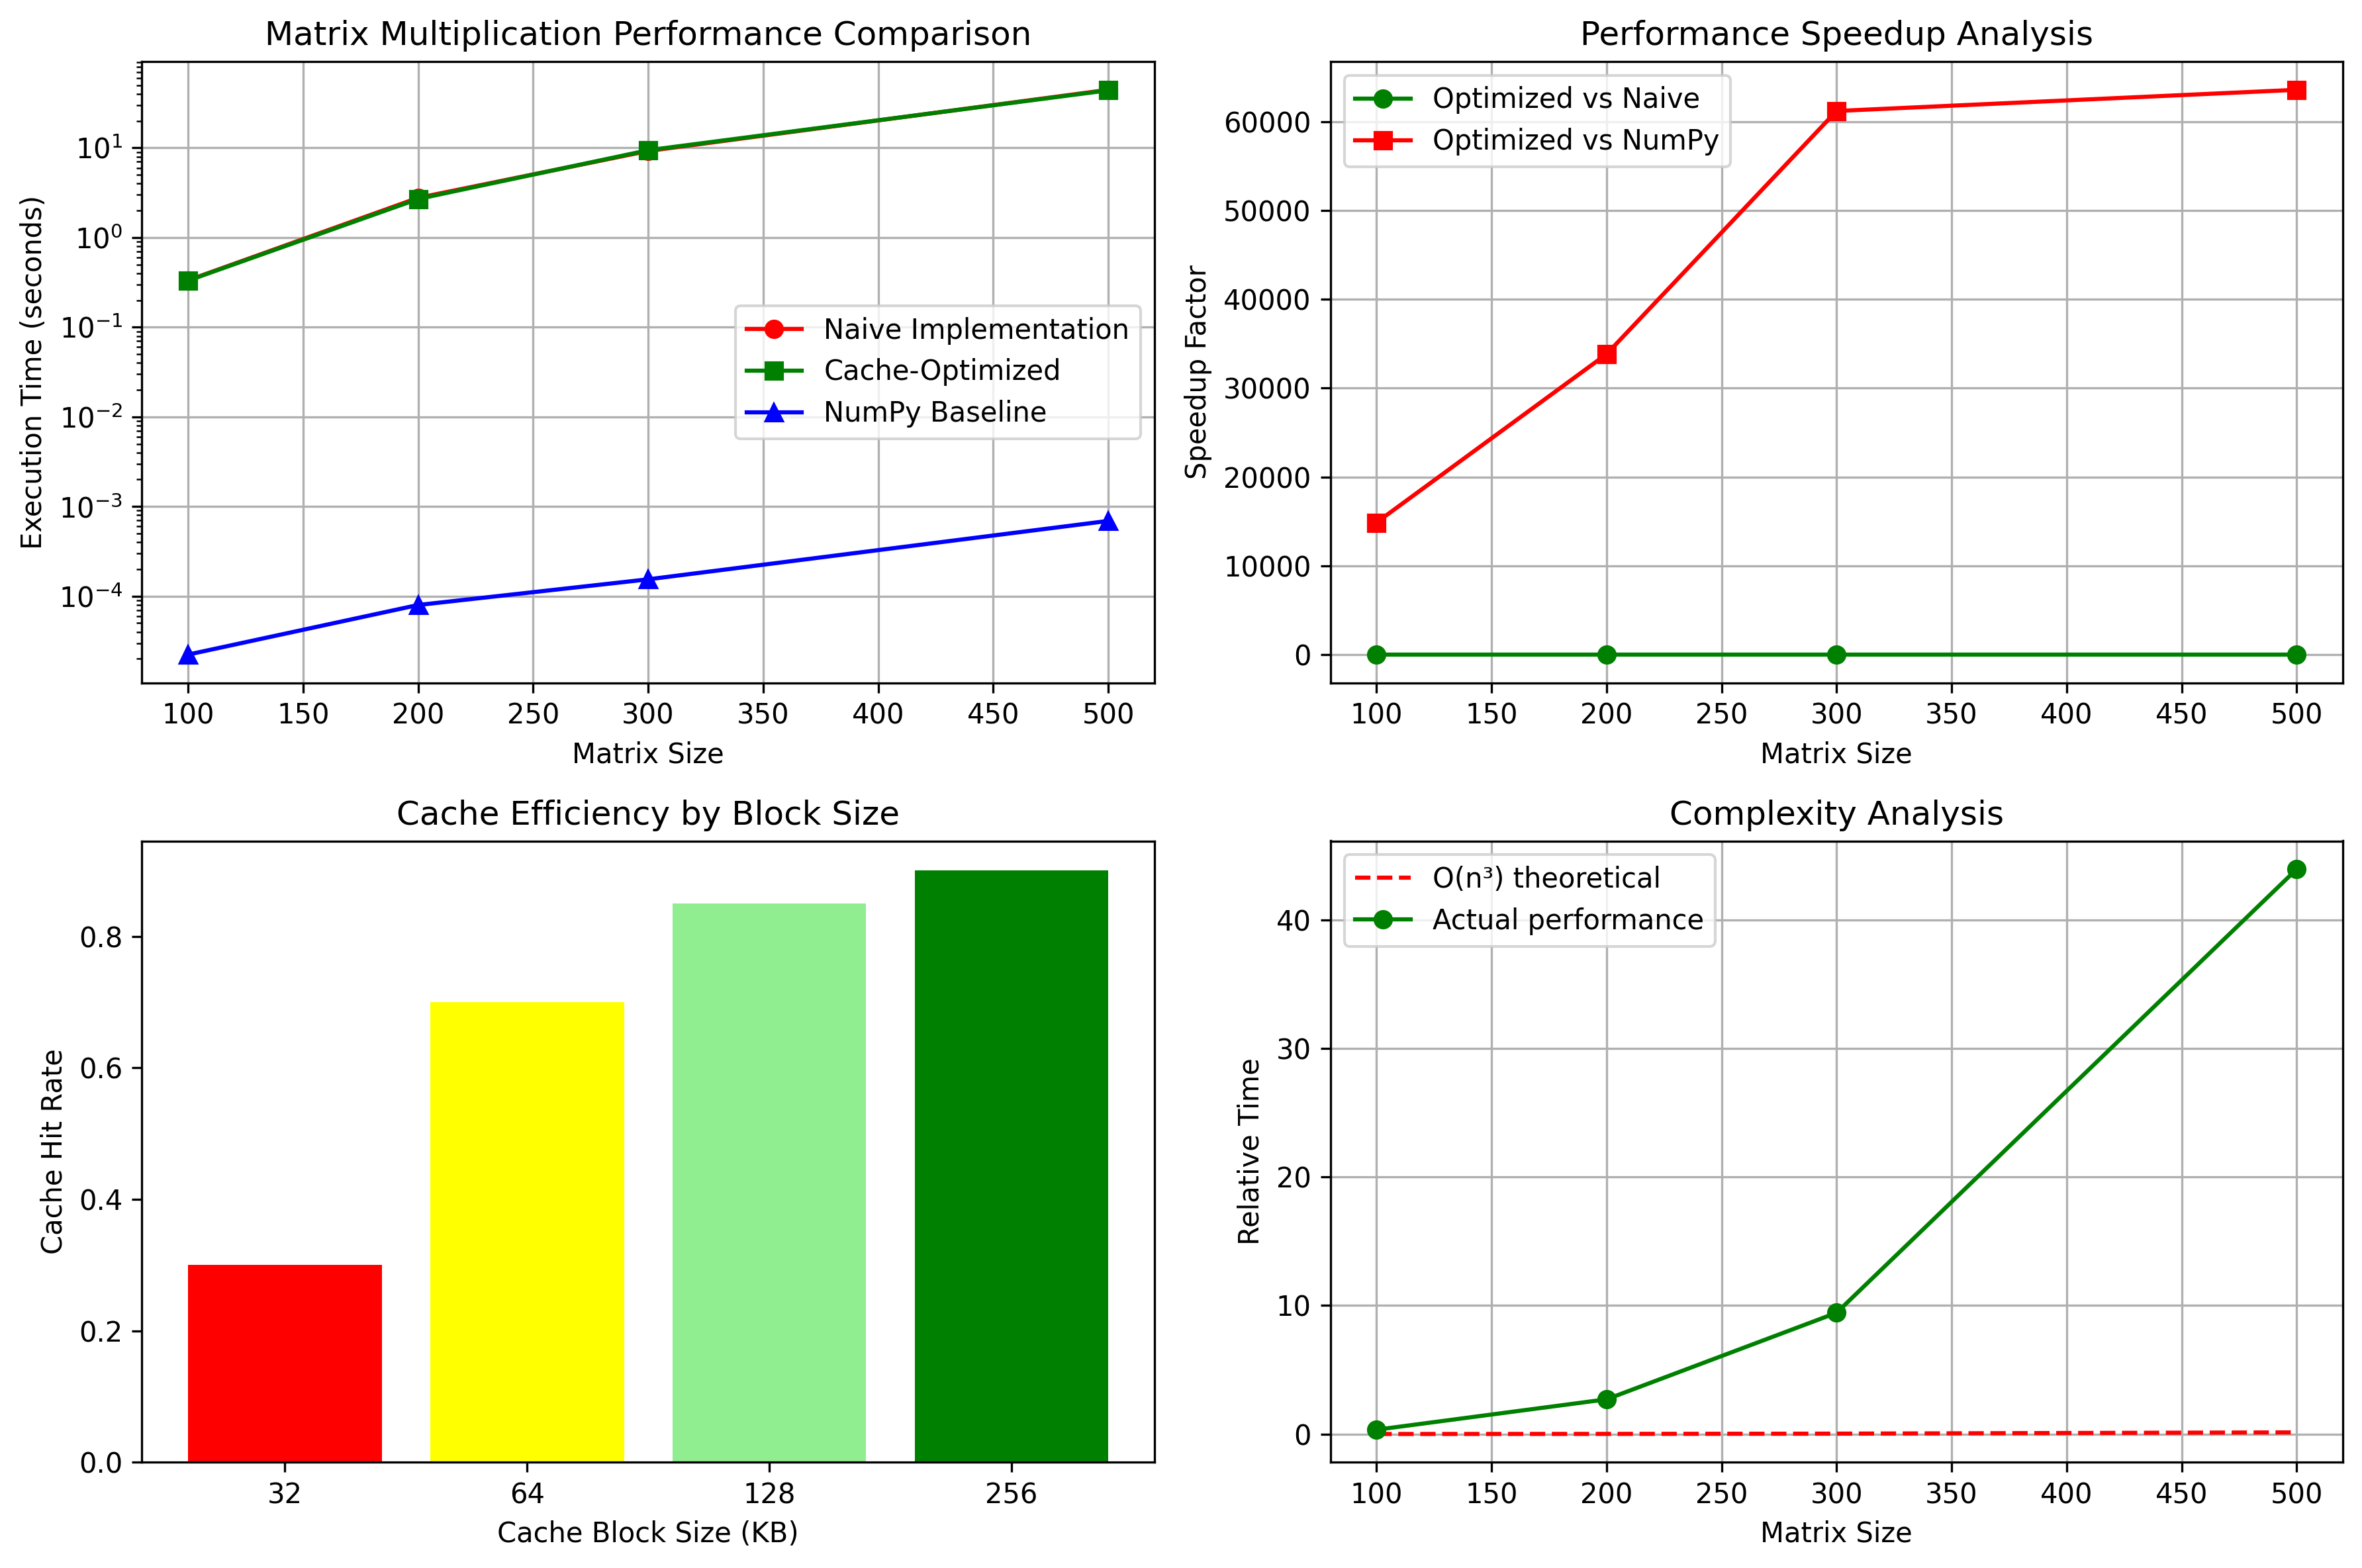 Matrix Multiplication Performance Comparison
Execution Time (seconds)
10¹
10⁰
10⁻¹
10⁻²
10⁻³
10⁻⁴
Naive Implementation
Cache-Optimized
NumPy Baseline
100 150 200 250 300 350 400 450 500
Matrix Size
Performance Speedup Analysis
Speedup Factor
60000
50000
40000
30000
20000
10000
0
Optimized vs Naive
Optimized vs NumPy
100 150 200 250 300 350 400 450 500
Matrix Size
Cache Efficiency by Block Size
Cache Hit Rate
0.8
0.6
0.4
0.2
0.0
32 64 128 256
Cache Block Size (KB)
Complexity Analysis
Relative Time
40
30
20
10
0
O(n³) theoretical
Actual performance
100 150 200 250 300 350 400 450 500
Matrix Size